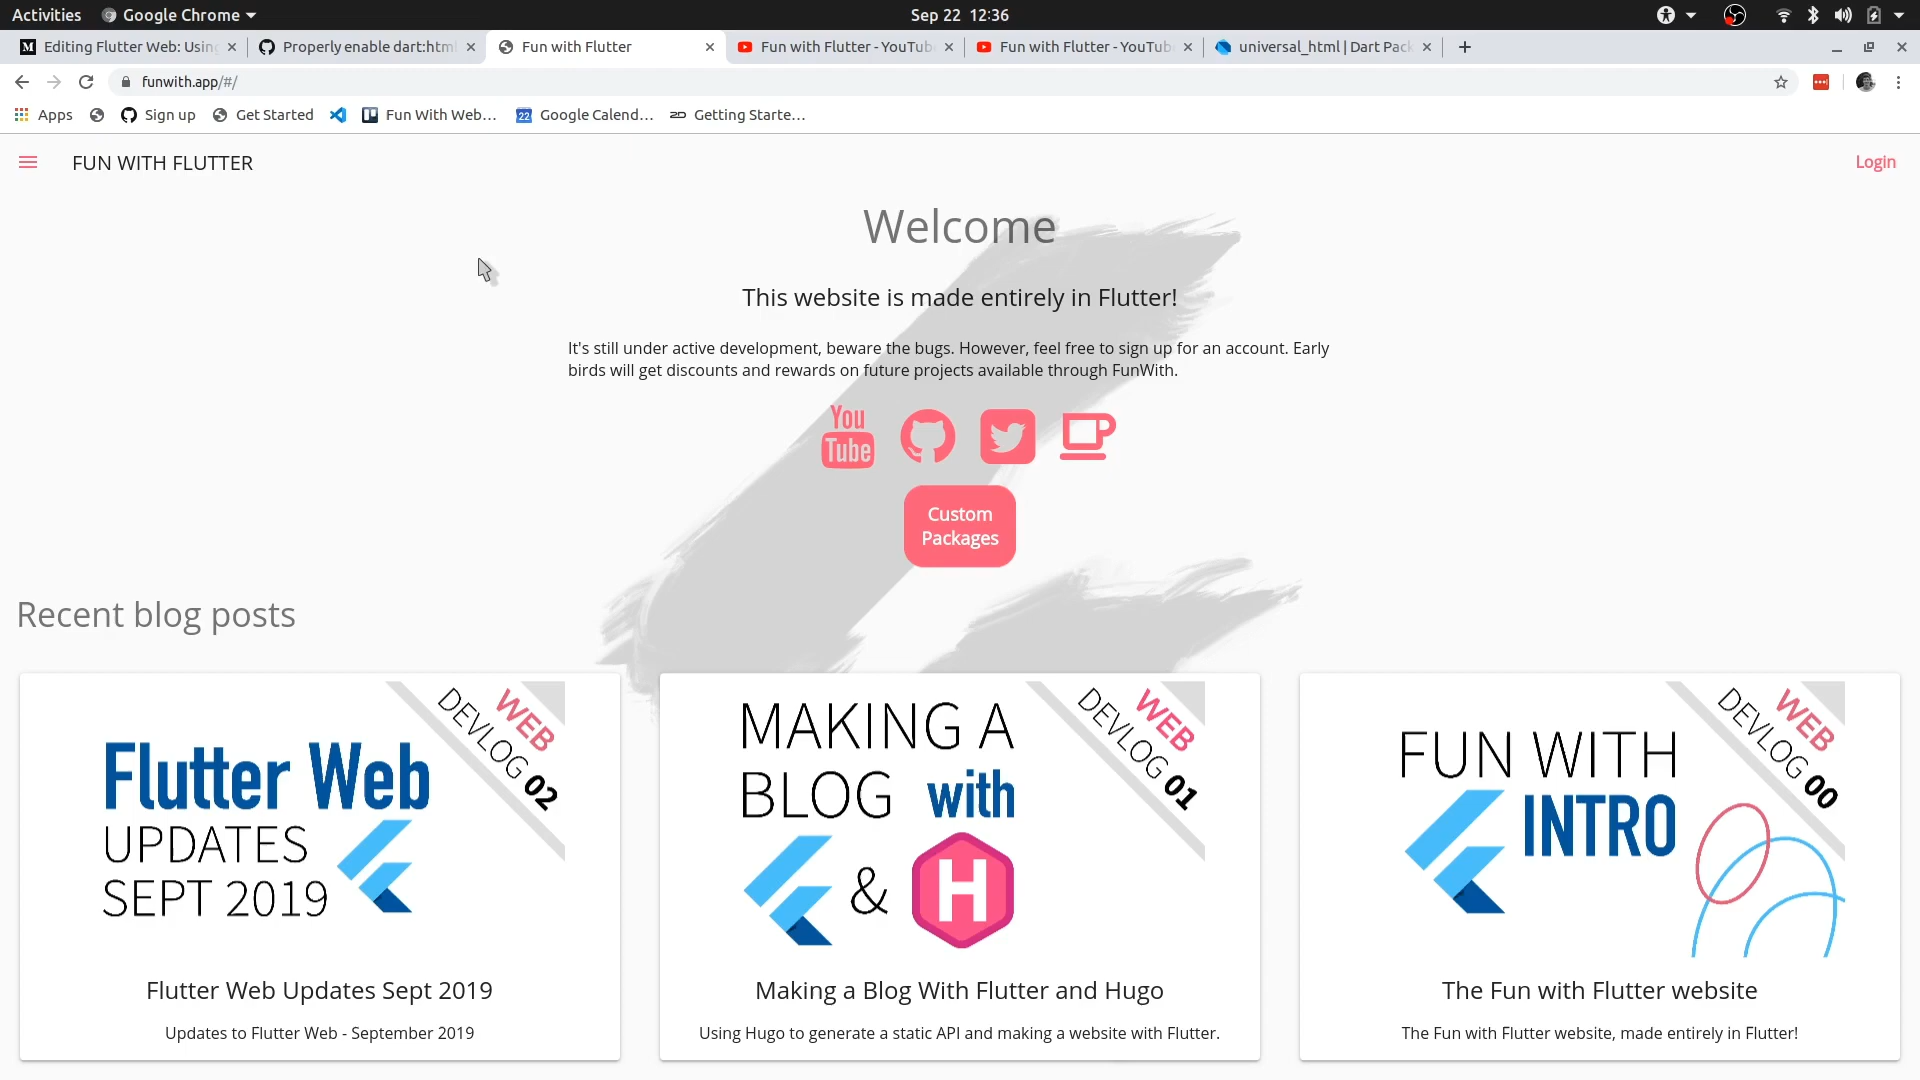 Activities
Google Chrome
Sep 22 12:36
Editing Flutter Web: Using
Properly enable dart:html
Fun with Flutter
Fun with Flutter - YouTube
Fun with Flutter - YouTube
universal_html | Dart Pack
funwith.app/#/
Apps
Sign up
Get Started
Fun With Web...
22
Google Calend...
Getting Starte...
FUN WITH FLUTTER
Login
Welcome
This website is made entirely in Flutter!
It's still under active development, beware the bugs. However, feel free to sign up for an account. Early
birds will get discounts and rewards on future projects available through FunWith.
You
Tube
Custom
Packages
Recent blog posts
WEB
DEVLOG 02
Flutter Web
UPDATES
SEPT 2019
Flutter Web Updates Sept 2019
Updates to Flutter Web - September 2019
WEB
DEVLOG 01
MAKING A
BLOG with
& H
Making a Blog With Flutter and Hugo
Using Hugo to generate a static API and making a website with Flutter.
WEB
DEVLOG 00
FUN WITH
INTRO
The Fun with Flutter website
The Fun with Flutter website, made entirely in Flutter!